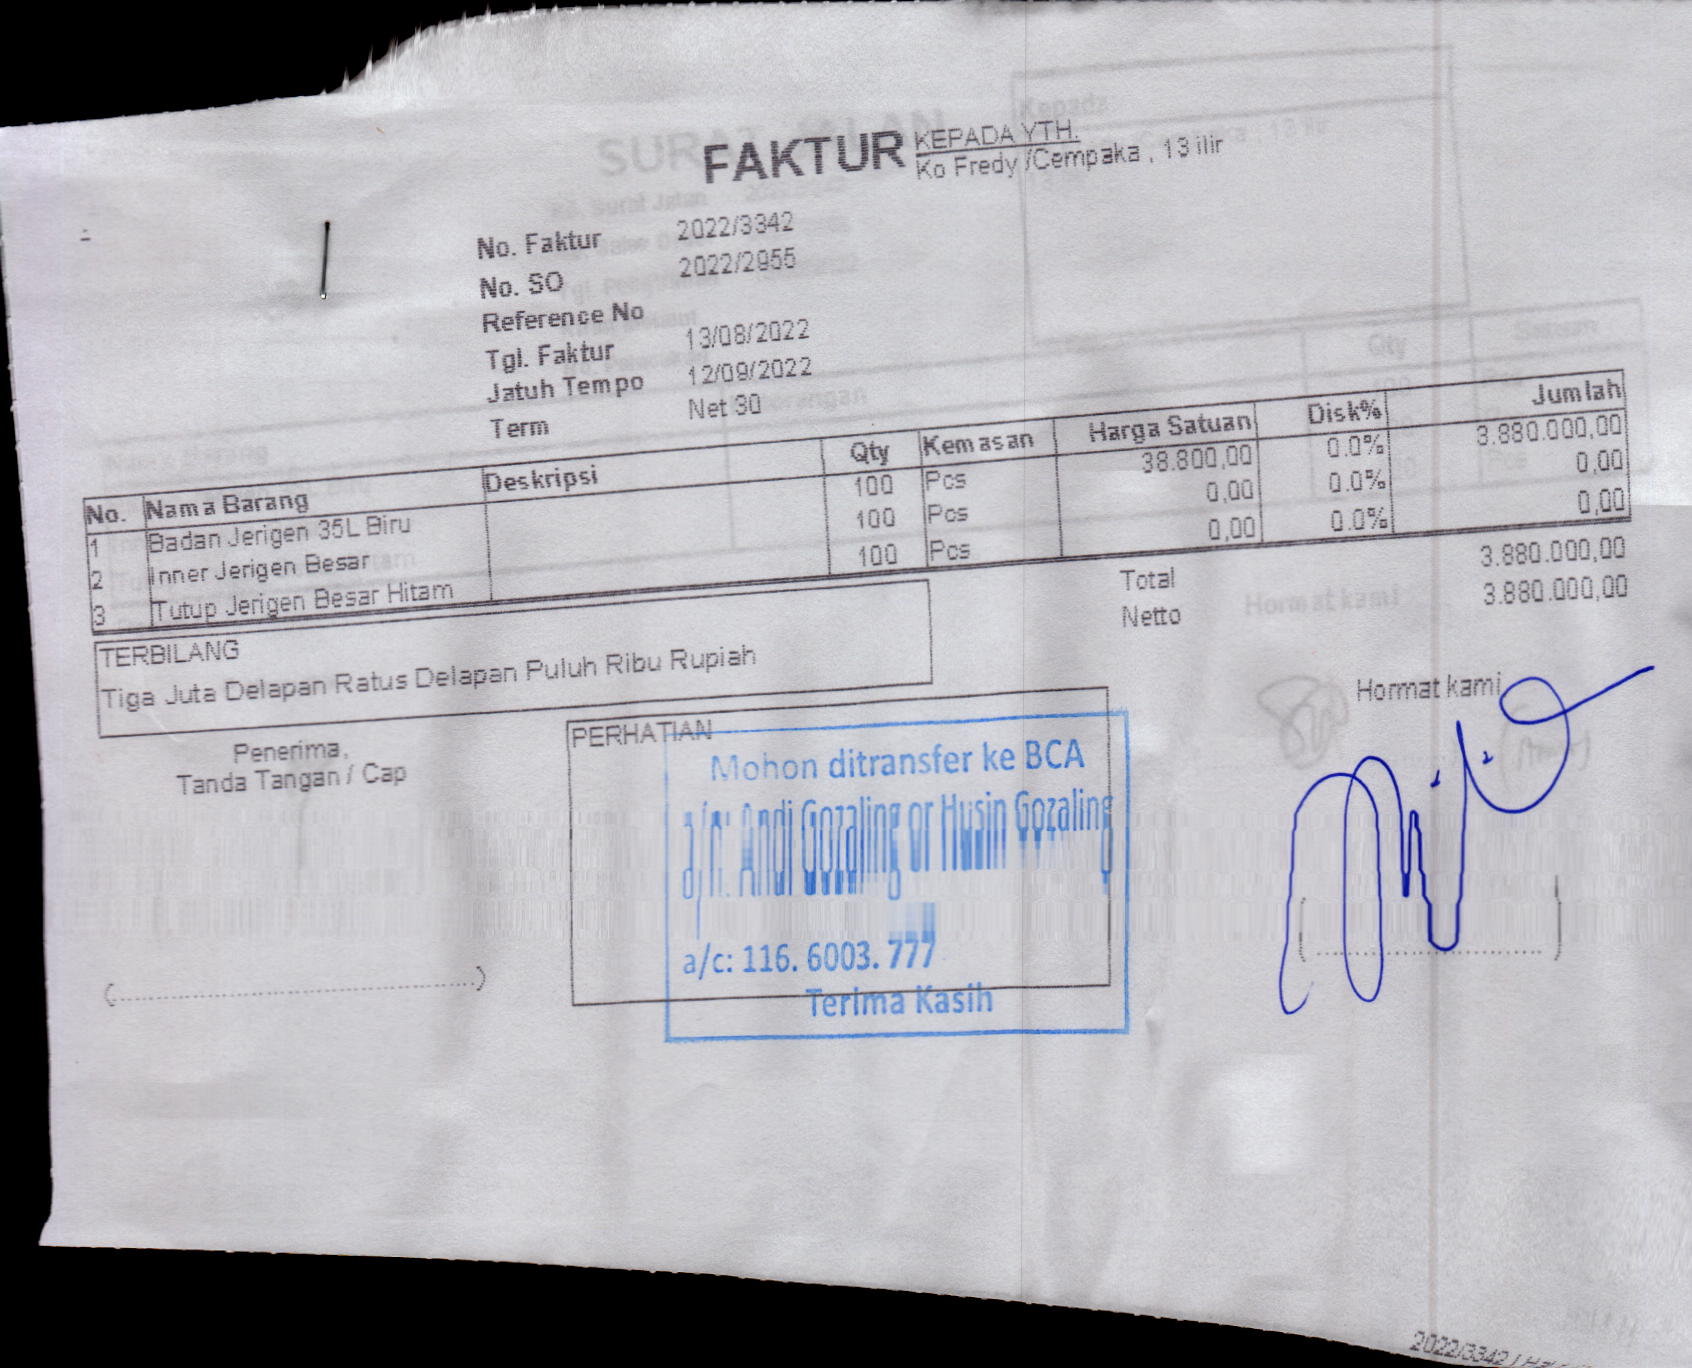 FAKTUR
KEPADA YTH.
Ko Fredy /Cempaka , 13 ilir
No. Faktur 2022/3342
No. SO 2022/2955
Reference No
Tgl. Faktur 13/08/2022
Jatuh Tempo 12/09/2022
Term Net 30
No. Nama Barang Deskripsi Qty Kemasan Harga Satuan Disk% Jumlah
1 Badan Jerigen 35L Biru 100 Pcs 38.800,00 0.0% 3.880.000,00
2 Inner Jerigen Besar 100 Pcs 0,00 0.0% 0,00
3 Tutup Jerigen Besar Hitam 100 Pcs 0,00 0.0% 0,00
Total 3.880.000,00
Netto 3.880.000,00
TERBILANG
Tiga Juta Delapan Ratus Delapan Puluh Ribu Rupiah
Penerima,
Tanda Tangan / Cap
PERHATIAN
Mohon ditransfer ke BCA
a/n: Andi Gozaling or Husin Gozaling
a/c: 116. 6003. 777
Terima Kasih
Hormat kami
2022/3342 /